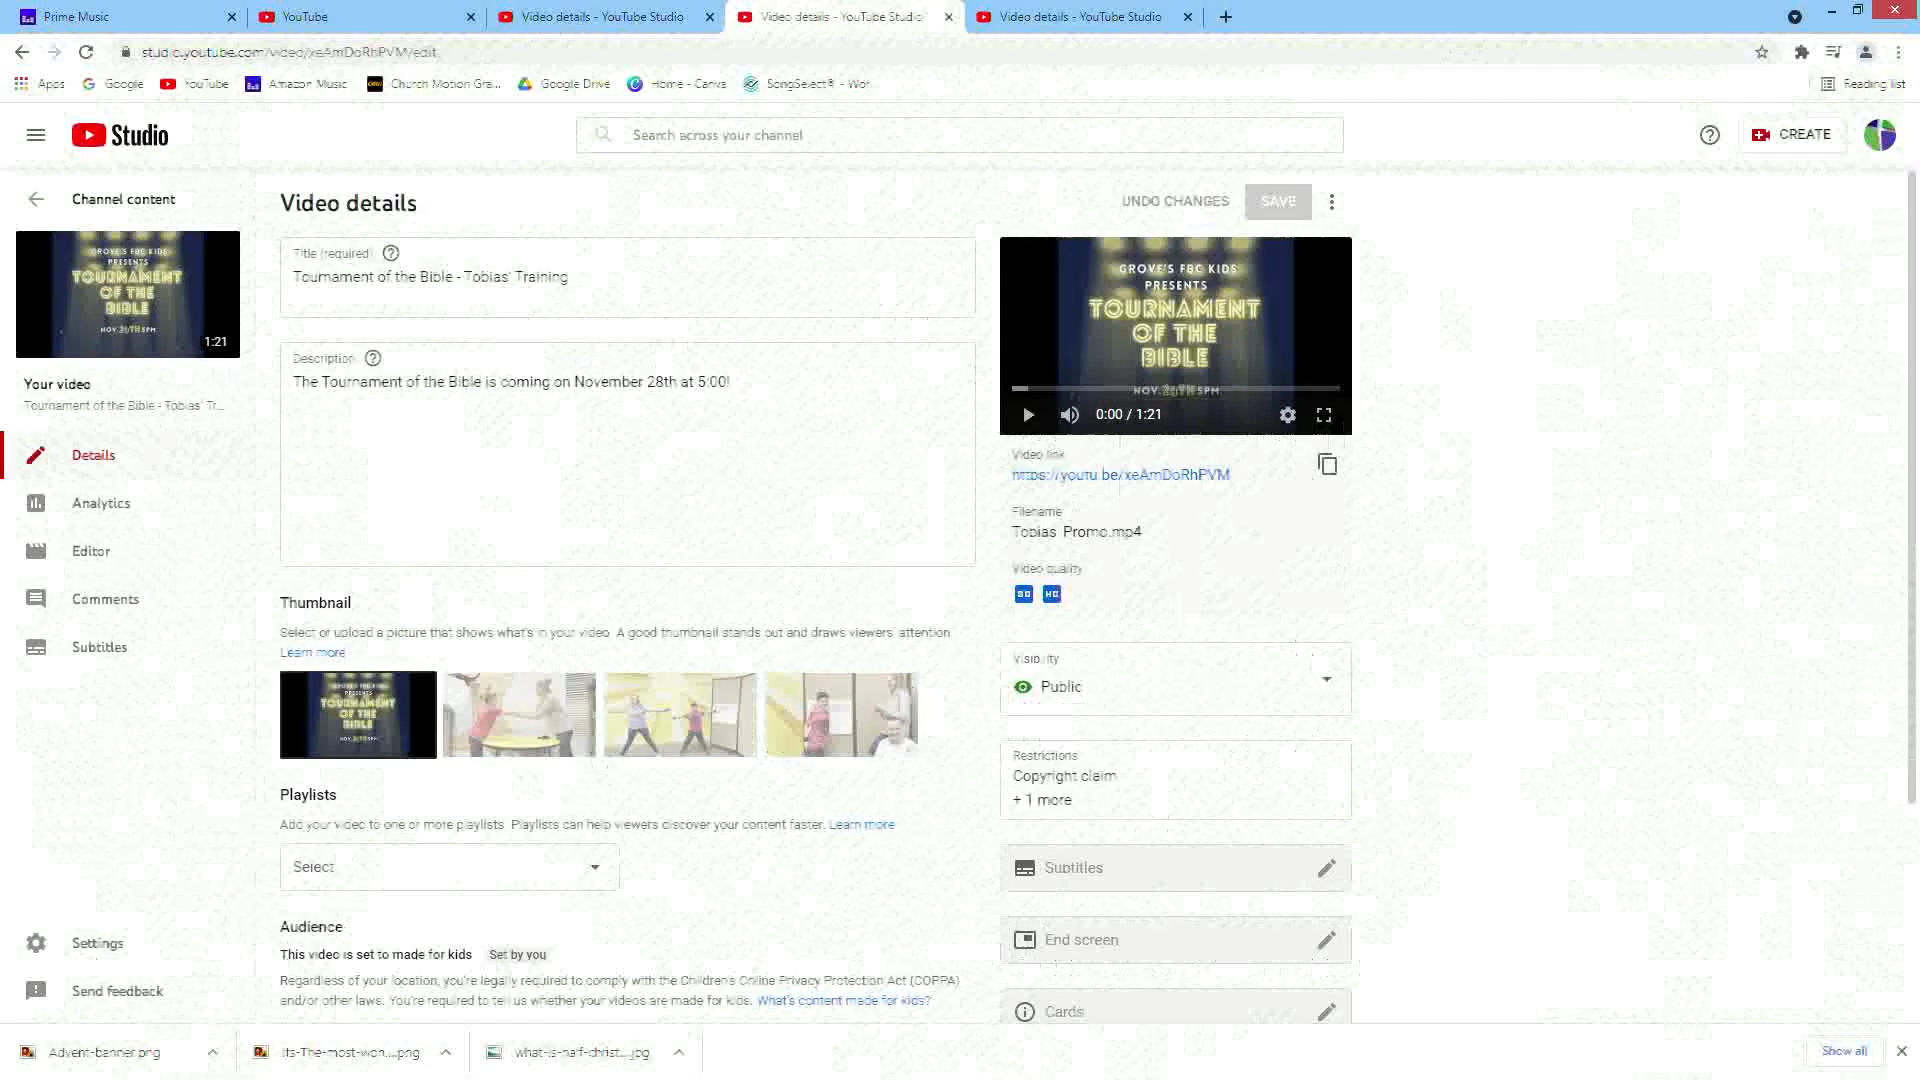 Prime Music
YouTube
Video details - YouTube Studio
Video details - YouTube Studio
Video details - YouTube Studio
studio.youtube.com/video/xeAmDoRhPVM/edit
Apps
Google
YouTube
Amazon Music
Church Motion Gra...
Google Drive
Home - Canva
SongSelect® - Wor
Reading list
Studio
Search across your channel
CREATE
Channel content
Video details
UNDO CHANGES
SAVE
GROVE'S FBC KIDS
PRESENTS
TOURNAMENT
OF THE
BIBLE
1:21
Your video
Tournament of the Bible - Tobias' Tr...
Details
Analytics
Editor
Comments
Subtitles
Settings
Send feedback
Title (required)
Tournament of the Bible - Tobias' Training
Description
The Tournament of the Bible is coming on November 28th at 5:00!
Thumbnail
Select or upload a picture that shows what's in your video. A good thumbnail stands out and draws viewers' attention.
Learn more
PRESENTS
TOURNAMENT
OF THE
BIBLE
Playlists
Add your video to one or more playlists. Playlists can help viewers discover your content faster. Learn more
Select
Audience
This video is set to made for kids
Set by you
Regardless of your location, you're legally required to comply with the Children's Online Privacy Protection Act (COPPA)
and/or other laws. You're required to tell us whether your videos are made for kids. What's content made for kids?
GROVE'S FBC KIDS
PRESENTS
TOURNAMENT
OF THE
BIBLE
0:00 / 1:21
Video link
https://youtu.be/xeAmDoRhPVM
Filename
Tobias Promo.mp4
Video quality
SD HD
Visibility
Public
Restrictions
Copyright claim
+ 1 more
Subtitles
End screen
Cards
Advent-banner.png
Its-The-most-won....png
what-is-naff-christ....jpg
Show all